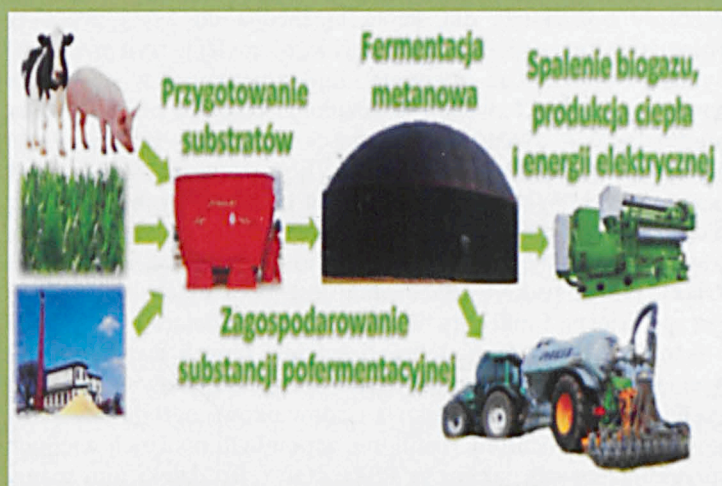 Fermentacja
metanowa
Spalenie biogazu,
produkcja ciepła
i energii elektrycznej
Przygotowanie
substratów
Zagospodarowanie
substancji pofermentacyjnej